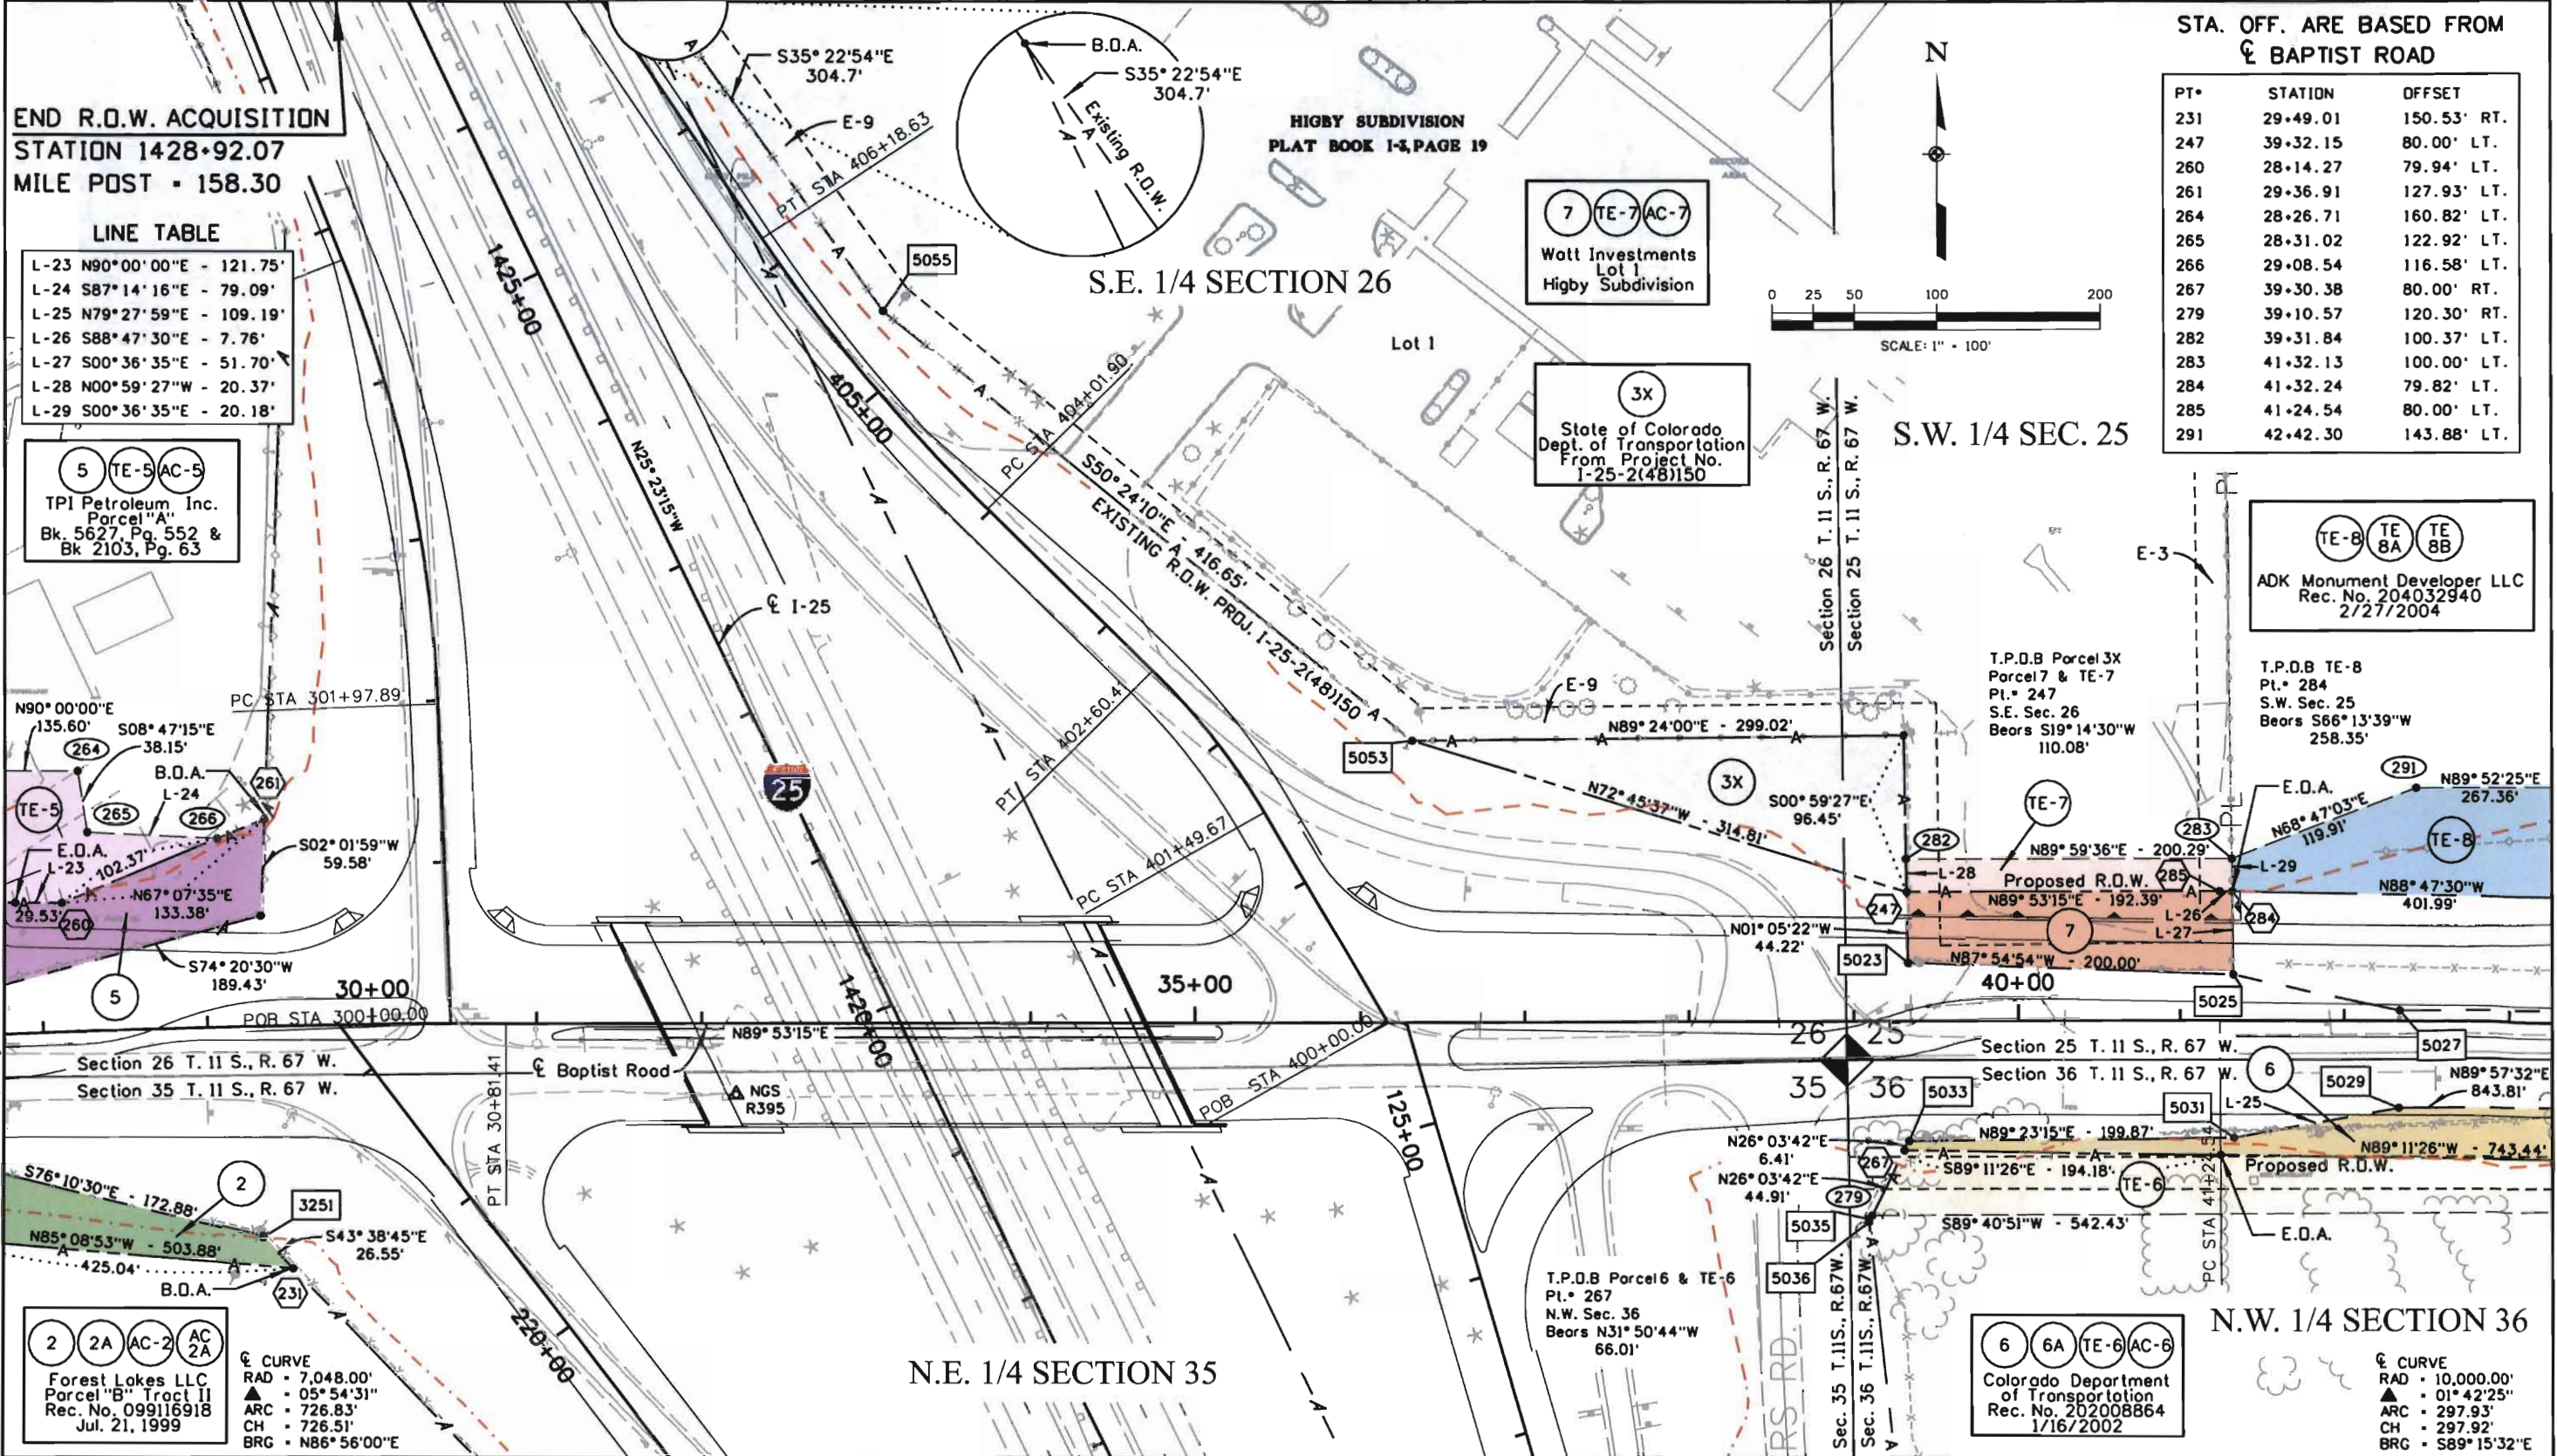 END R.O.W. ACQUISITION
STATION 1428+92.07
MILE POST = 158.30
LINE TABLE
L-23 N90°00'00"E - 121.75'
L-24 S87°14'16"E - 79.09'
L-25 N79°27'59"E - 109.19'
L-26 S88°47'30"E - 7.76'
L-27 S00°36'35"E - 51.70'
L-28 N00°59'27"W - 20.37'
L-29 S00°36'35"E - 20.18'
5 TE-5 AC-5
TPI Petroleum Inc.
Parcel "A"
Bk. 5627, Pg. 552 &
Bk 2103, Pg. 63
A
S35°22'54"E
304.7'
E-9
PT STA 406+18.63
B.O.A.
S35°22'54"E
304.7'
Existing R.O.W.
A
A
HIGBY SUBDIVISION
PLAT BOOK I-3, PAGE 19
7 TE-7 AC-7
Watt Investments
Lot 1
Higby Subdivision
5055
S.E. 1/4 SECTION 26
Lot 1
3X
State of Colorado
Dept. of Transportation
From Project No.
I-25-2(48)150
N
0 25 50 100 200
SCALE: 1" = 100'
STA. OFF. ARE BASED FROM
℄ BAPTIST ROAD
PT# STATION OFFSET
231 29+49.01 150.53' RT.
247 39+32.15 80.00' LT.
260 28+14.27 79.94' LT.
261 29+36.91 127.93' LT.
264 28+26.71 160.82' LT.
265 28+31.02 122.92' LT.
266 29+08.54 116.58' LT.
267 39+30.38 80.00' RT.
279 39+10.57 120.30' RT.
282 39+31.84 100.37' LT.
283 41+32.13 100.00' LT.
284 41+32.24 79.82' LT.
285 41+24.54 80.00' LT.
291 42+42.30 143.88' LT.
1425+00
405+00
PC STA 404+01.90
S50°24'10"E - 416.65'
EXISTING R.O.W. PROJ. I-25-2(48)150
N25°23'15"W
℄ I-25
25
Section 26 T. 11 S., R. 67 W.
Section 25 T. 11 S., R. 67 W.
S.W. 1/4 SEC. 25
E-3
PL
PL
TE-8 TE 8A TE 8B
ADK Monument Developer LLC
Rec. No. 204032940
2/27/2004
T.P.O.B Parcel 3X
Parcel 7 & TE-7
Pt.# 247
S.E. Sec. 26
Bears S19°14'30"W
110.08'
T.P.O.B TE-8
Pt.# 284
S.W. Sec. 25
Bears S66°13'39"W
258.35'
PC STA 301+97.89
N90°00'00"E
135.60'
264
S08°47'15"E
38.15'
B.O.A.
261
L-24
TE-5
265
266
E.O.A.
L-23
102.37'
S02°01'59"W
59.58'
N67°07'35"E
133.38'
29.53'
260
S74°20'30"W
189.43'
5
PT STA 402+60.41
PC STA 401+49.67
E-9
N89°24'00"E - 299.02'
5053
3X
N72°45'37"W - 314.81'
S00°59'27"E
96.45'
TE-7
282
283
N89°59'36"E - 200.29'
E.O.A.
291
N89°52'25"E
267.36'
N68°47'03"E
119.91'
TE-8
L-28
Proposed R.O.W.
285
L-29
N89°53'15"E - 192.39'
N88°47'30"W
401.99'
247
L-26
284
L-27
7
N01°05'22"W
44.22'
5023
N87°54'54"W - 200.00'
30+00
35+00
40+00
5025
POB STA 300+00.00
N89°53'15"E
1420+00
POB STA 400+00.00
26 25
35 36
5027
Section 26 T. 11 S., R. 67 W.
Section 35 T. 11 S., R. 67 W.
PT STA 30+81.41
℄ Baptist Road
NGS
R395
125+00
Section 25 T. 11 S., R. 67 W.
Section 36 T. 11 S., R. 67 W.
6
5029
N89°57'32"E
843.81'
5033
5031
L-25
N26°03'42"E
6.41'
N89°23'15"E - 199.87'
N89°11'26"W - 743.44'
267
S89°11'26"E - 194.18'
Proposed R.O.W.
N26°03'42"E
44.91'
TE-6
279
5035
S89°40'51"W - 542.43'
E.O.A.
PC STA 41+24.54
5036
S76°10'30"E - 172.88'
2
3251
S43°38'45"E
26.55'
N85°08'53"W - 503.88'
425.04'
B.O.A.
231
2 2A AC-2 AC 2A
Forest Lakes LLC
Parcel "B" Tract II
Rec. No. 099116918
Jul. 21, 1999
℄ CURVE
RAD = 7,048.00'
▲ = 05°54'31"
ARC = 726.83'
CH = 726.51'
BRG = N86°56'00"E
220+00
N.E. 1/4 SECTION 35
T.P.O.B Parcel 6 & TE-6
Pt.# 267
N.W. Sec. 36
Bears N31°50'44"W
66.01'
RS RD.
Sec. 35 T.11S., R.67W.
Sec. 36 T.11S., R.67W.
6 6A TE-6 AC-6
Colorado Department
of Transportation
Rec. No. 202008864
1/16/2002
N.W. 1/4 SECTION 36
℄ CURVE
RAD = 10,000.00'
▲ = 01°42'25"
ARC = 297.93'
CH = 297.92'
BRG = S89°15'32"E